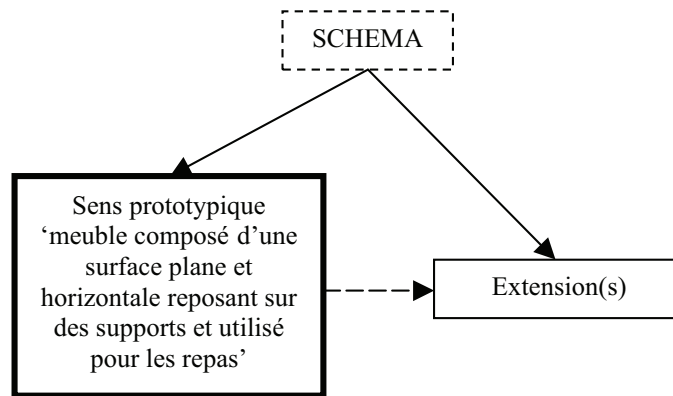 SCHEMA
Sens prototypique
‘meuble composé d’une
surface plane et
horizontale reposant sur
des supports et utilisé
pour les repas’
Extension(s)